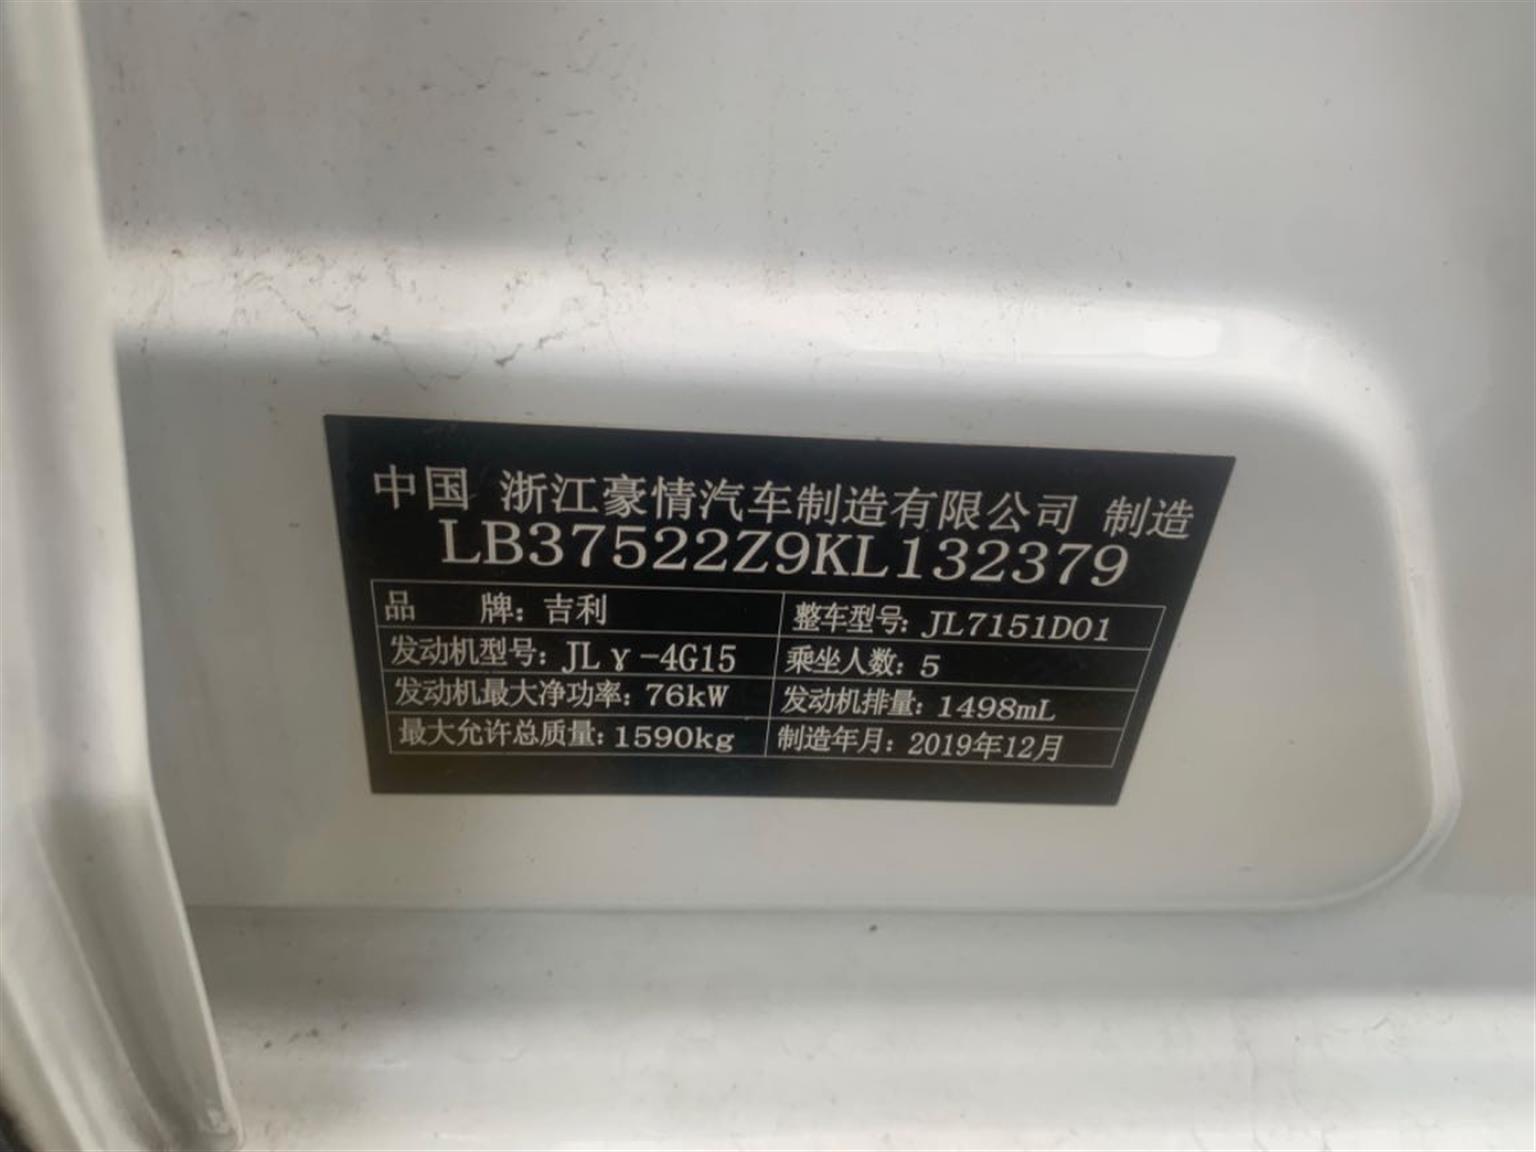 中国 浙江豪情汽车制造有限公司 制造
LB37522Z9KL132379
品 牌：吉利 整车型号：JL7151D01
发动机型号：JLγ-4G15 乘坐人数：5
发动机最大净功率：76kW 发动机排量：1498mL
最大允许总质量：1590kg 制造年月：2019年12月